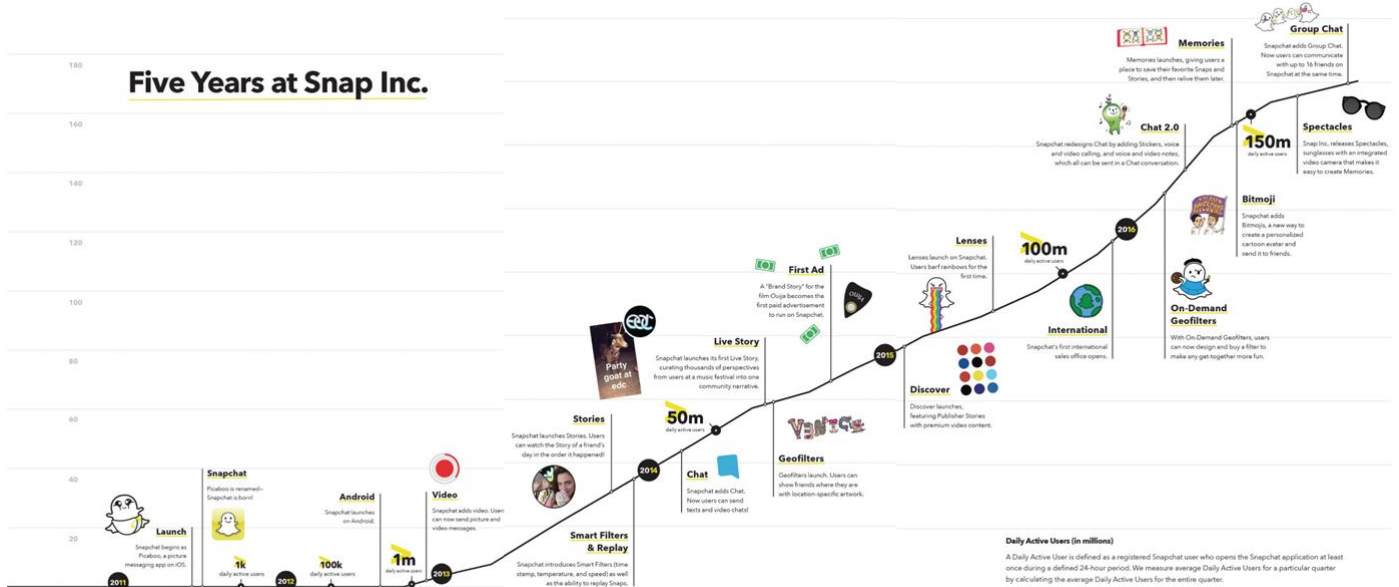 Five Years at Snap Inc.
180
160
140
120
100
80
60
40
20
Launch
Snapchat begins as
Picaboo, a picture
messaging app on iOS.
2011
Snapchat
Picaboo is renamed—
Snapchat is born!
1k
daily active users
2012
100k
daily active users
Android
Snapchat launches
on Android.
1m
daily active users
Video
Snapchat adds video. Users
can now send picture and
video messages.
2013
Stories
Snapchat launches Stories. Users
can watch the Story of a friend's
day in the order it happened!
Smart Filters
& Replay
Snapchat introduces Smart Filters (time
stamp, temperature, and speed) as well
as the ability to replay Snaps.
2014
50m
daily active users
Chat
Snapchat adds Chat.
Now users can send
texts and video chats!
Party
goat at
edc
Live Story
Snapchat launches its first Live Story,
curating thousands of perspectives
from users at a music festival into one
community narrative.
VENICE
Geofilters
Geofilters launch. Users can
show friends where they are
with location-specific artwork.
First Ad
A "Brand Story" for the
film Ouija becomes the
first paid advertisement
to run on Snapchat.
OUIJA
2015
Discover
Discover launches,
featuring Publisher Stories
with premium video content.
Lenses
Lenses launch on Snapchat.
Users barf rainbows for the
first time.
100m
daily active users
International
Snapchat's first international
sales office opens.
2016
On-Demand
Geofilters
With On-Demand Geofilters, users
can now design and buy a filter to
make any get-together more fun.
Chat 2.0
Snapchat redesigns Chat by adding Stickers, voice
and video calling, and voice and video notes,
which all can be sent in a Chat conversation.
Memories
Memories launches, giving users a
place to save their favorite Snaps and
Stories, and then relive them later.
Bitmoji
Snapchat adds
Bitmojis, a new way to
create a personalized
cartoon avatar and
send it to friends.
150m
daily active users
Spectacles
Snap Inc. releases Spectacles,
sunglasses with an integrated
video camera that makes it
easy to create Memories.
Group Chat
Snapchat adds Group Chat.
Now users can communicate
with up to 16 friends on
Snapchat at the same time.
Daily Active Users (in millions)
A Daily Active User is defined as a registered Snapchat user who opens the Snapchat application at least
once during a defined 24-hour period. We measure average Daily Active Users for a particular quarter
by calculating the average Daily Active Users for the entire quarter.